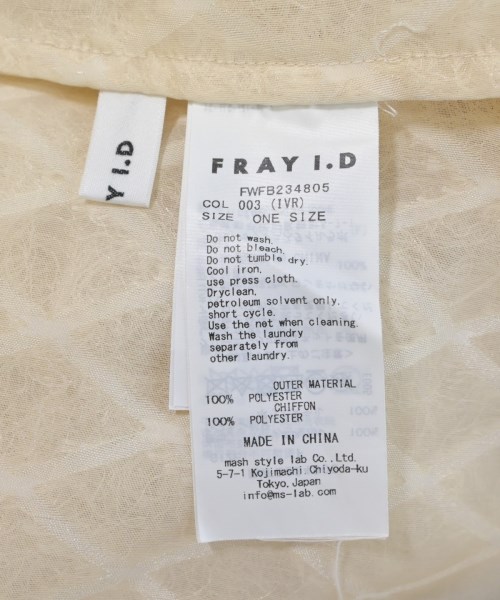 FRAY I.D
FWFB234805
COL 003 (IVR)
SIZE ONE SIZE
Do not wash.
Do not bleach.
Do not tumble dry.
Cool iron.
use press cloth.
Dryclean,
petroleum solvent only.
short cycle.
Use the net when cleaning.
Wash the laundry
separately from
other laundry.
OUTER MATERIAL
100% POLYESTER
CHIFFON
100% POLYESTER
MADE IN CHINA
mash style lab Co.,Ltd.
5-7-1 Kojimachi,Chiyoda-ku
Tokyo,Japan
info@ms-lab.com
Y I.D